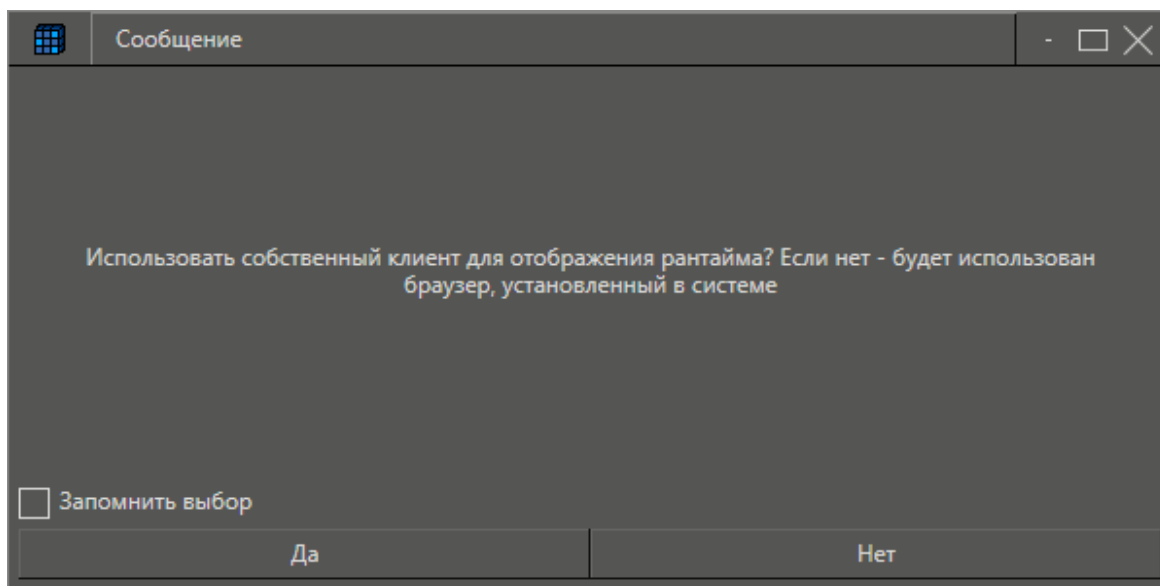 Сообщение
Использовать собственный клиент для отображения рантайма? Если нет - будет использован
браузер, установленный в системе
Запомнить выбор
Да
Нет